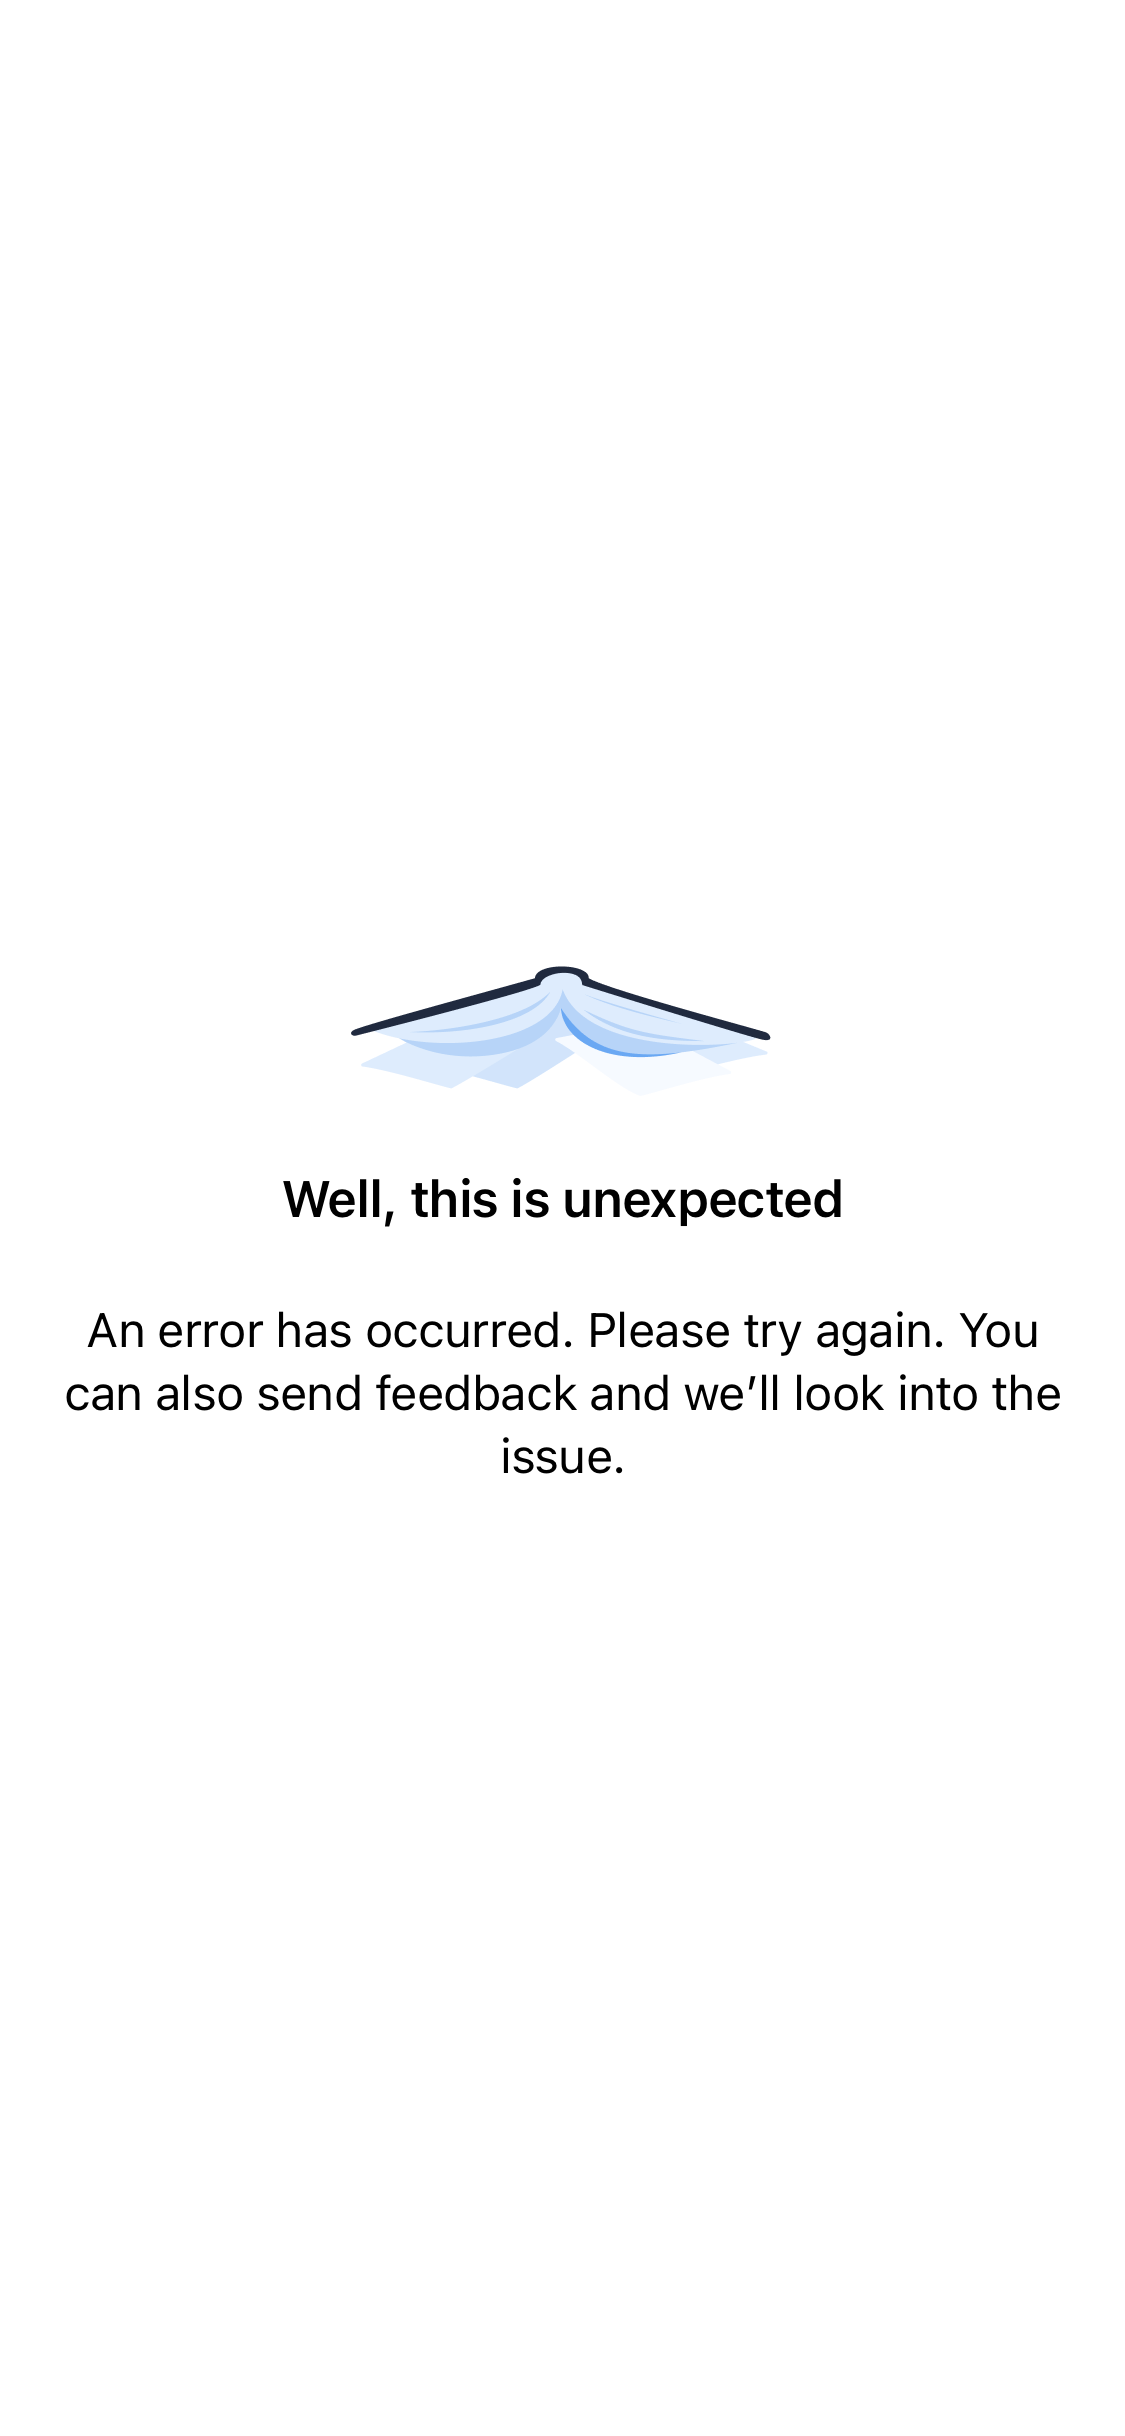 Well, this is unexpected
An error has occurred. Please try again. You
can also send feedback and we’ll look into the
issue.